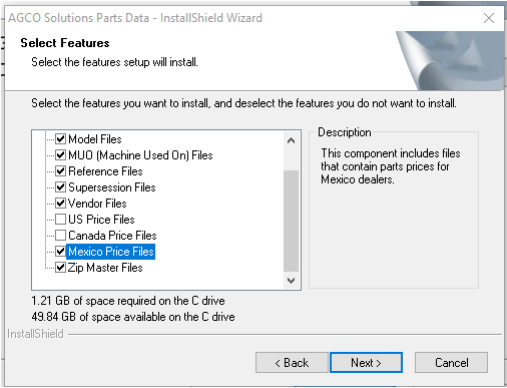 AGCO Solutions Parts Data - InstallShield Wizard
Select Features
Select the features setup will install.
Select the features you want to install, and deselect the features you do not want to install.
Model Files
MUO (Machine Used On) Files
Reference Files
Supersession Files
Vendor Files
US Price Files
Canada Price Files
Mexico Price Files
Zip Master Files
Description
This component includes files
that contain parts prices for
Mexico dealers.
1.21 GB of space required on the C drive
49.84 GB of space available on the C drive
InstallShield
< Back
Next >
Cancel